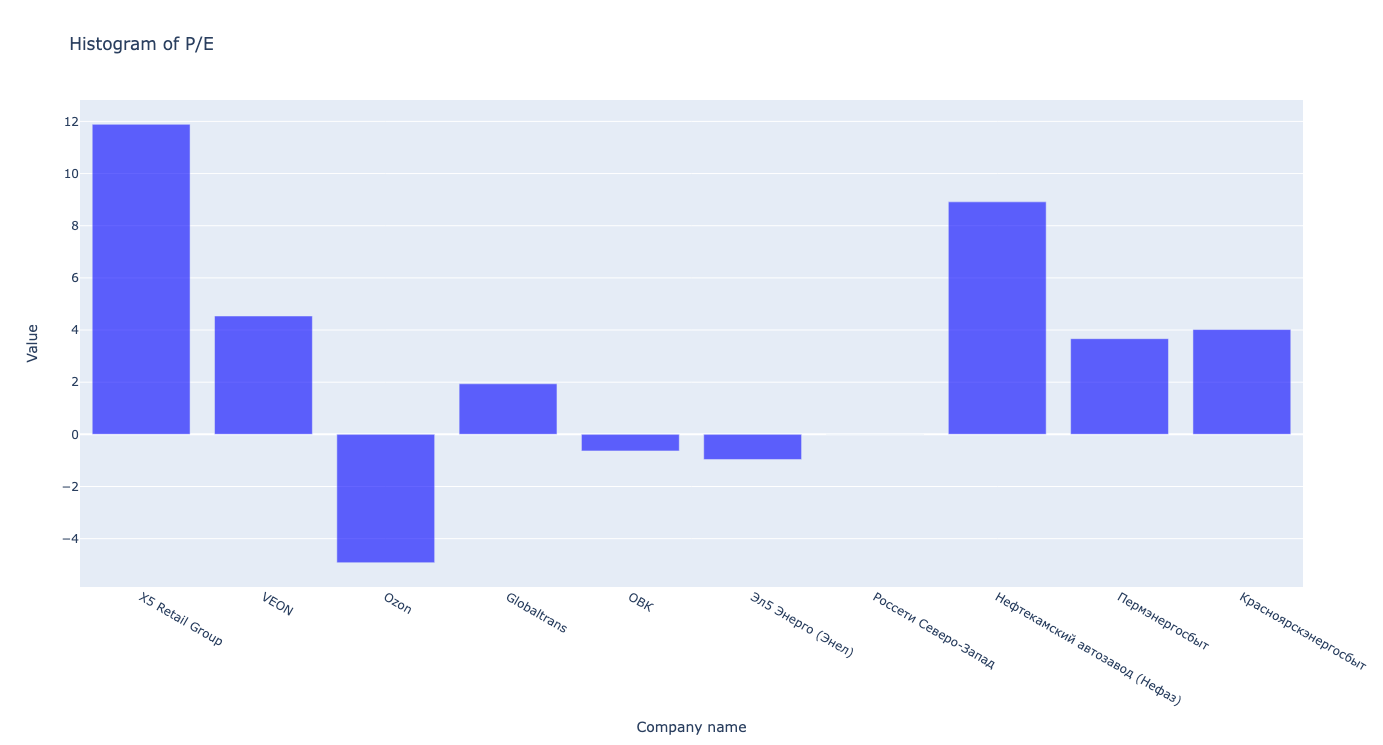 Histogram of P/E
12
10
8
6
4
2
0
−2
−4
Value
X5 Retail Group
VEON
Ozon
Globaltrans
ОВК
Эл5 Энерго (Энел)
Россети Северо-Запад
Нефтекамский автозавод (Нефаз)
Пермэнергосбыт
Красноярскэнергосбыт
Company name